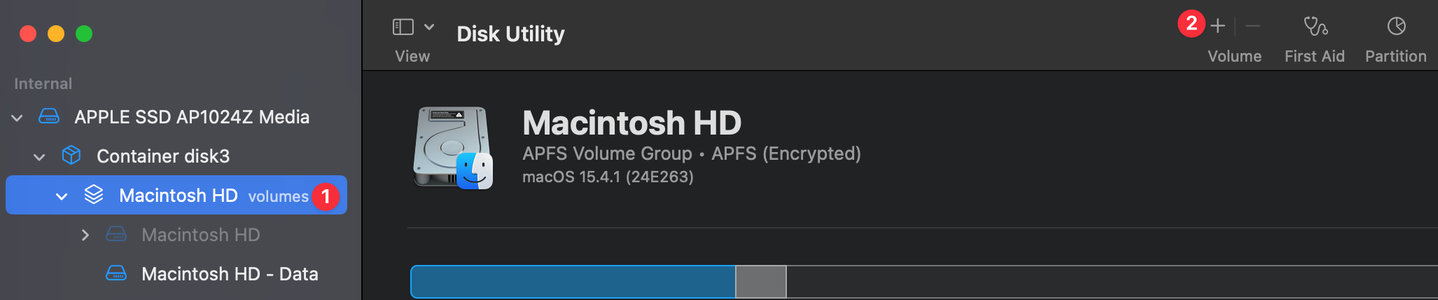 Internal
APPLE SSD AP1024Z Media
Container disk3
Macintosh HD volumes 1
Macintosh HD
Macintosh HD - Data
View
Disk Utility
2
Volume
First Aid
Partition
Macintosh HD
APFS Volume Group • APFS (Encrypted)
macOS 15.4.1 (24E263)